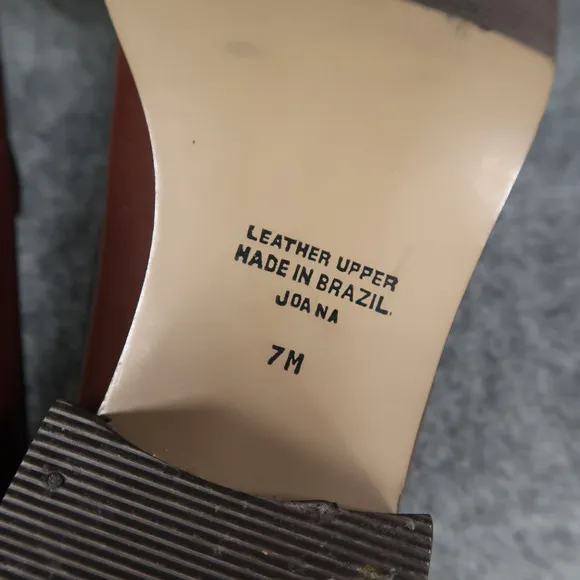 LEATHER UPPER
MADE IN BRAZIL.
JOANA
7M